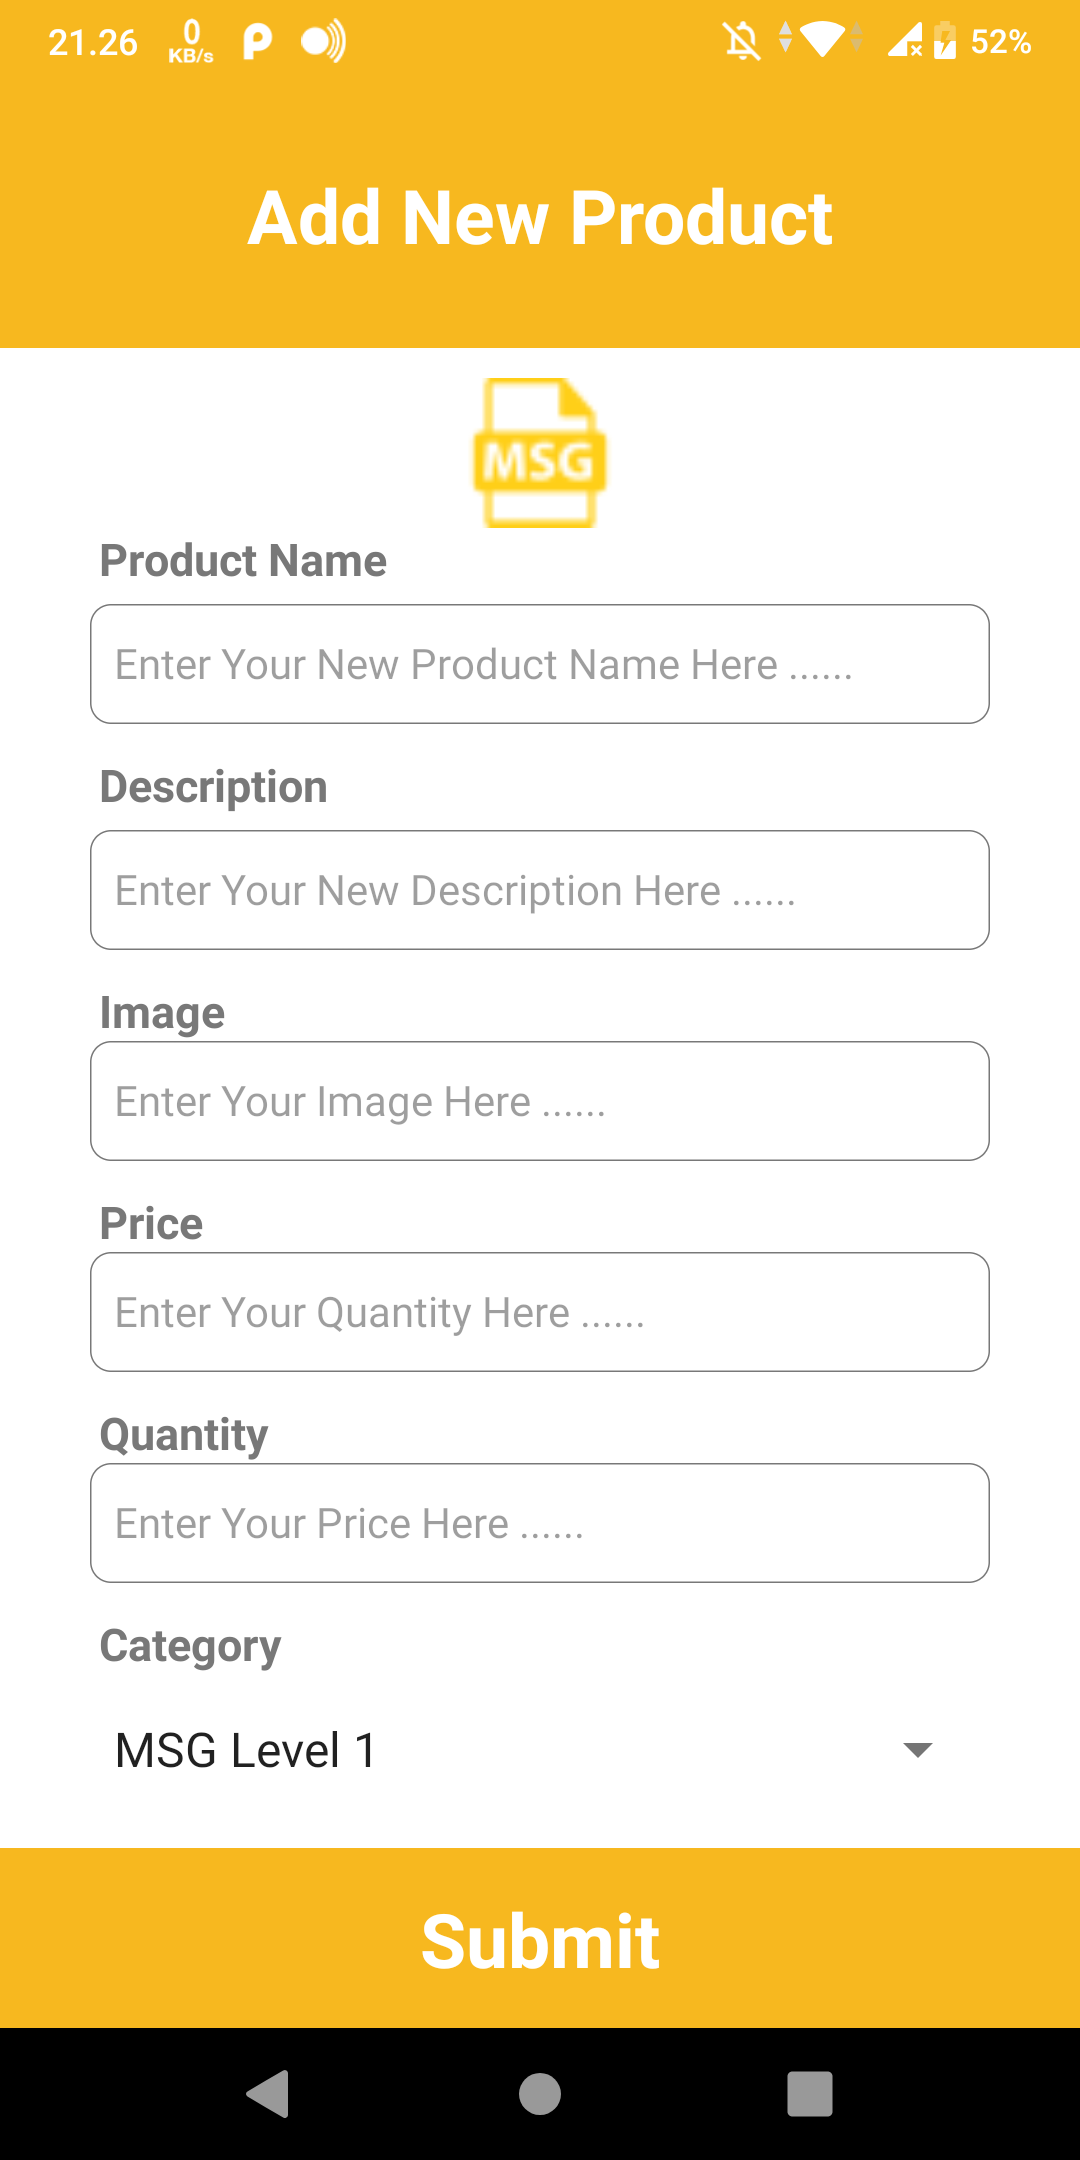 21.26 0 KB/s 52%
Add New Product
MSG
Product Name
Enter Your New Product Name Here ......
Description
Enter Your New Description Here ......
Image
Enter Your Image Here ......
Price
Enter Your Quantity Here ......
Quantity
Enter Your Price Here ......
Category
MSG Level 1
Submit